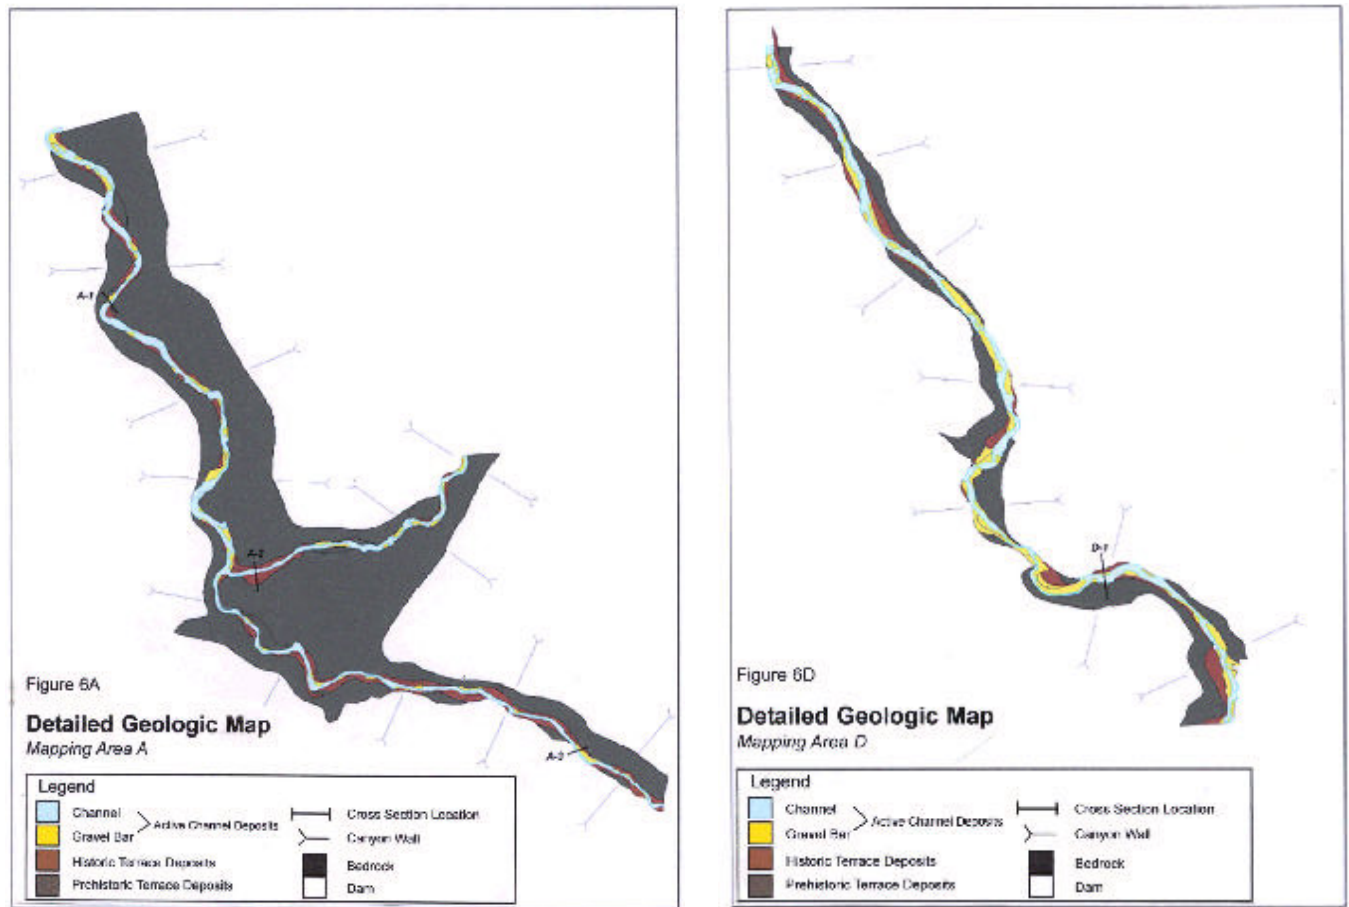 A-1
A-2
A-3
Figure 6A
Detailed Geologic Map
Mapping Area A
Legend
Channel
Gravel Bar
Active Channel Deposits
Historic Terrace Deposits
Prehistoric Terrace Deposits
Cross Section Location
Canyon Wall
Bedrock
Dam
D-1
Figure 6D
Detailed Geologic Map
Mapping Area D
Legend
Channel
Gravel Bar
Active Channel Deposits
Historic Terrace Deposits
Prehistoric Terrace Deposits
Cross Section Location
Canyon Wall
Bedrock
Dam